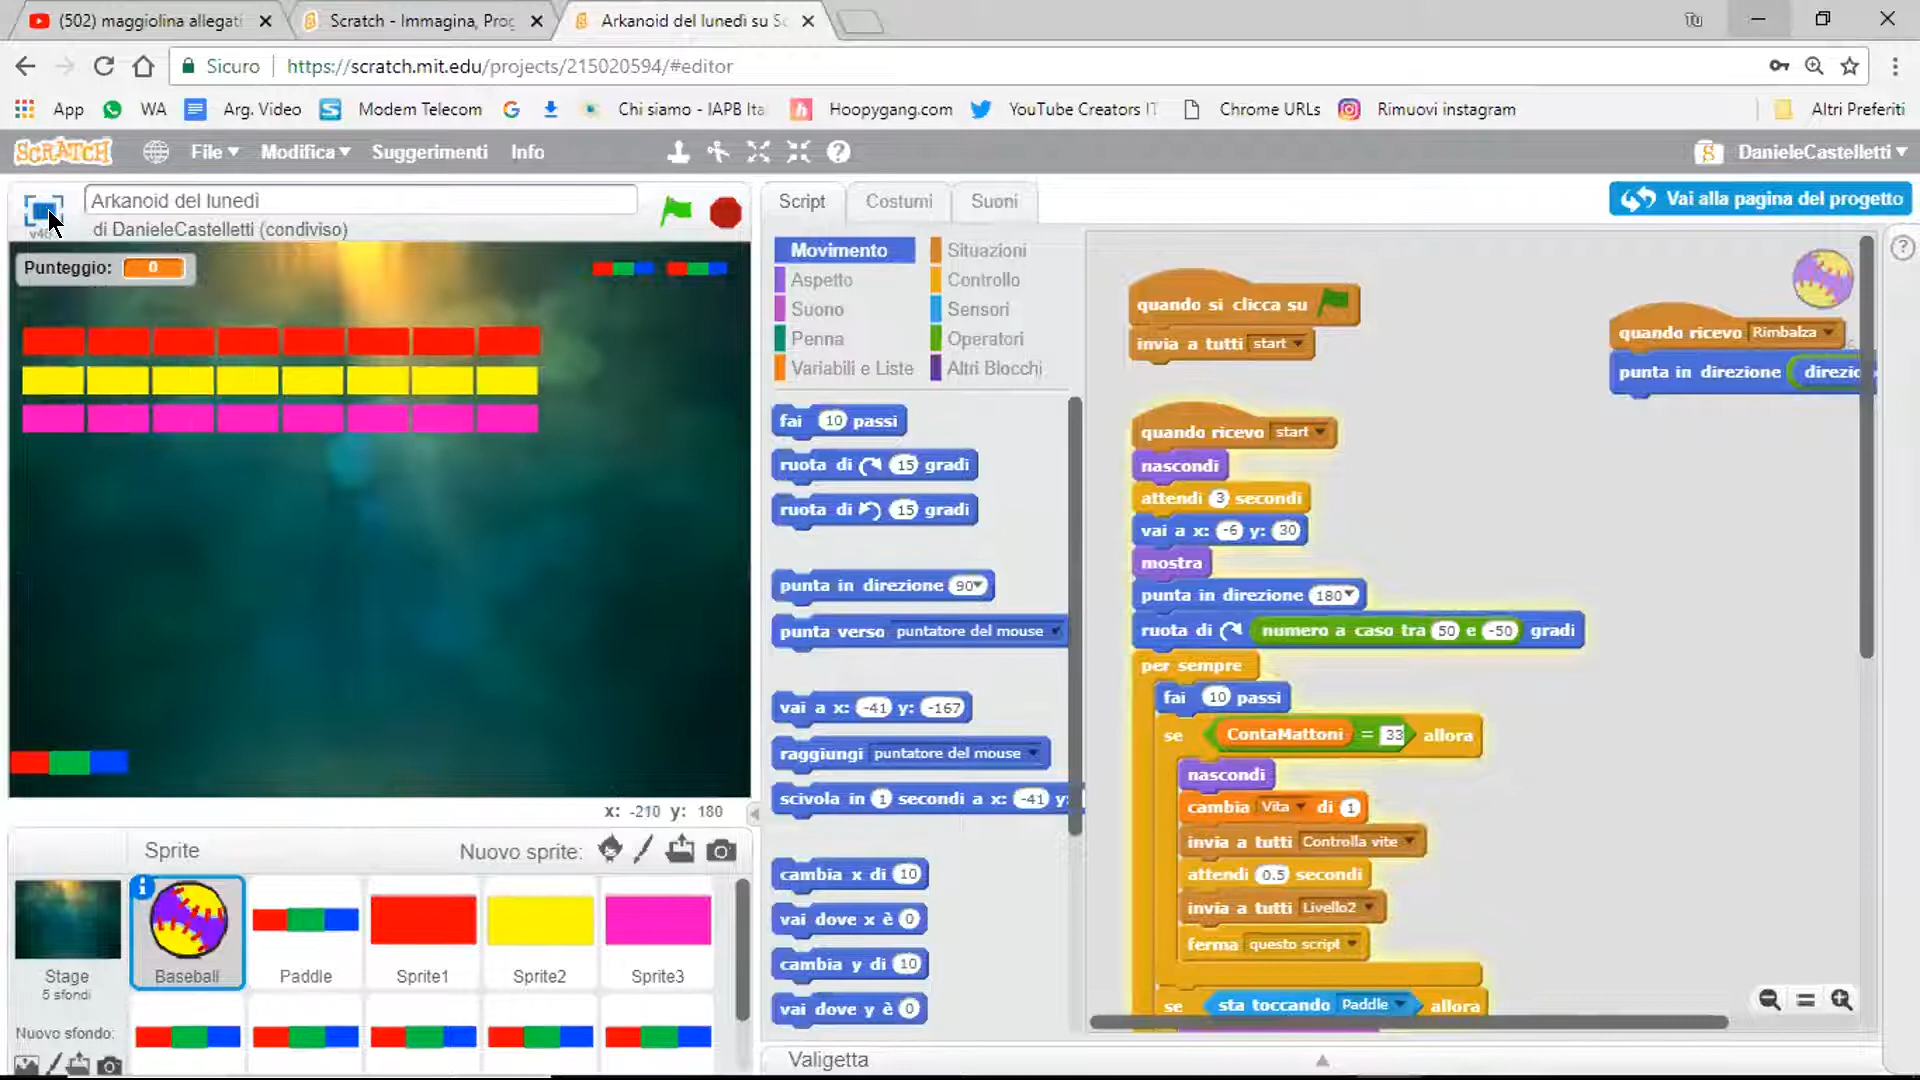 (502) maggiolina allegati
Scratch - Immagina, Prog
Arkanoid del lunedì su Sc
Tu
Sicuro
https://scratch.mit.edu/projects/215020594/#editor
App
WA
Arg. Video
Modem Telecom
Chi siamo - IAPB Ita
Hoopygang.com
YouTube Creators IT
Chrome URLs
Rimuovi instagram
Altri Preferiti
SCRATCH
File
Modifica
Suggerimenti
Info
DanieleCastelletti
Arkanoid del lunedì
di DanieleCastelletti (condiviso)
Punteggio: 0
x: -210 y: 180
Script
Costumi
Suoni
Vai alla pagina del progetto
Movimento
Aspetto
Suono
Penna
Variabili e Liste
Situazioni
Controllo
Sensori
Operatori
Altri Blocchi
fai 10 passi
ruota di 15 gradi
ruota di 15 gradi
punta in direzione 90
punta verso puntatore del mouse
vai a x: -41 y: -167
raggiungi puntatore del mouse
scivola in 1 secondi a x: -41 y:
cambia x di 10
vai dove x è 0
cambia y di 10
vai dove y è 0
quando si clicca su
invia a tutti start
quando ricevo start
nascondi
attendi 3 secondi
vai a x: -6 y: 30
mostra
punta in direzione 180
ruota di numero a caso tra 50 e -50 gradi
per sempre
fai 10 passi
se ContaMattoni = 33 allora
nascondi
cambia Vita di 1
invia a tutti Controlla vite
attendi 0.5 secondi
invia a tutti Livello2
ferma questo script
se sta toccando Paddle allora
quando ricevo Rimbalza
punta in direzione direzio
Sprite
Nuovo sprite:
Stage
5 sfondi
Nuovo sfondo:
Baseball
Paddle
Sprite1
Sprite2
Sprite3
Valigetta